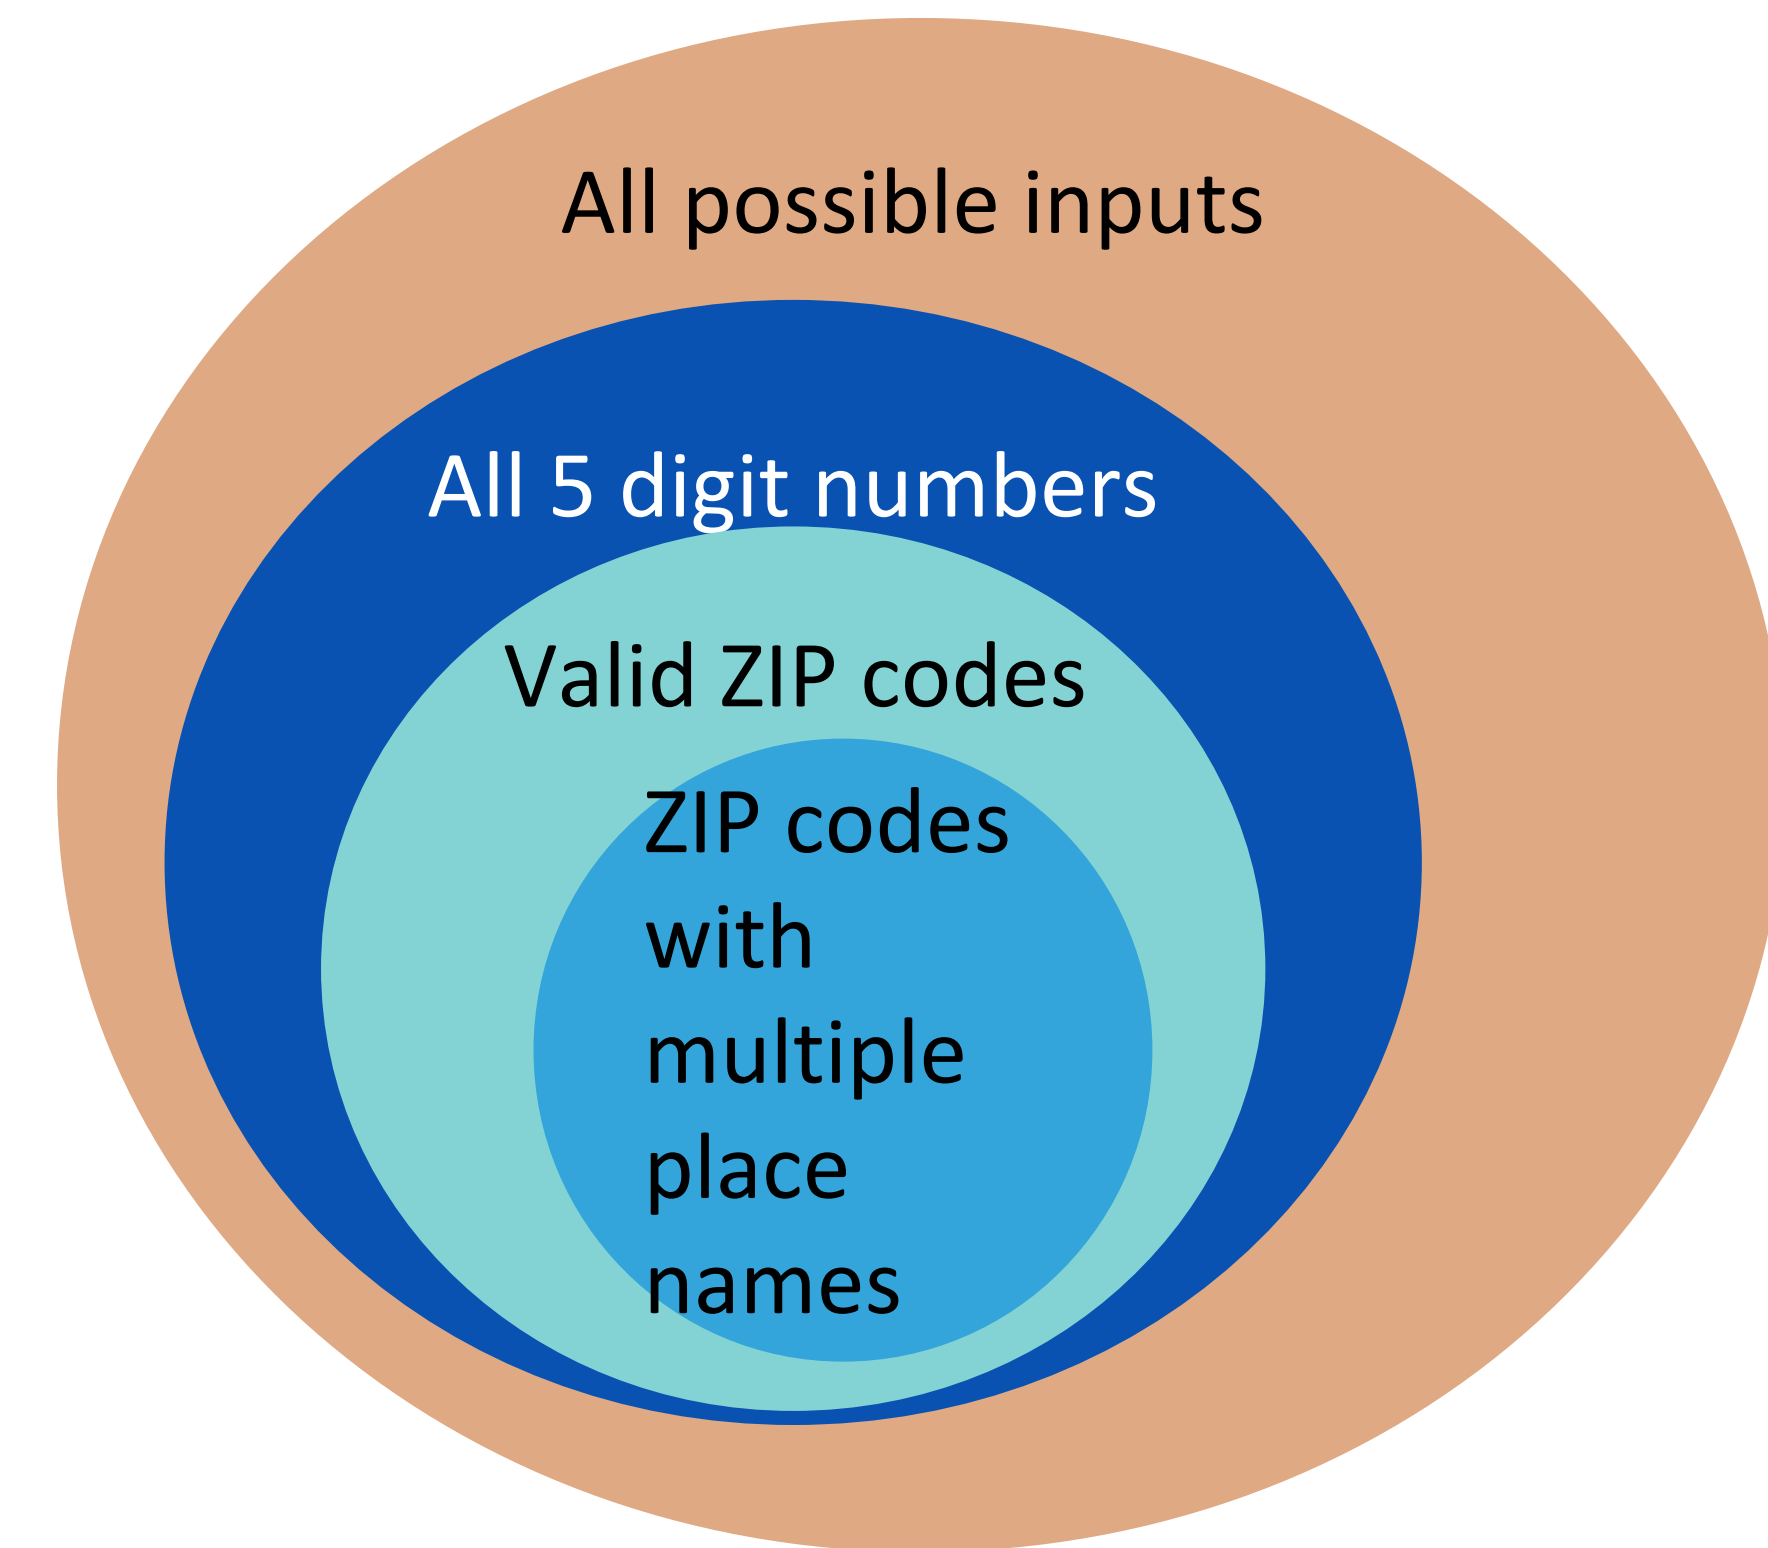 All possible inputs
All 5 digit numbers
Valid ZIP codes
ZIP codes
with
multiple
place
names